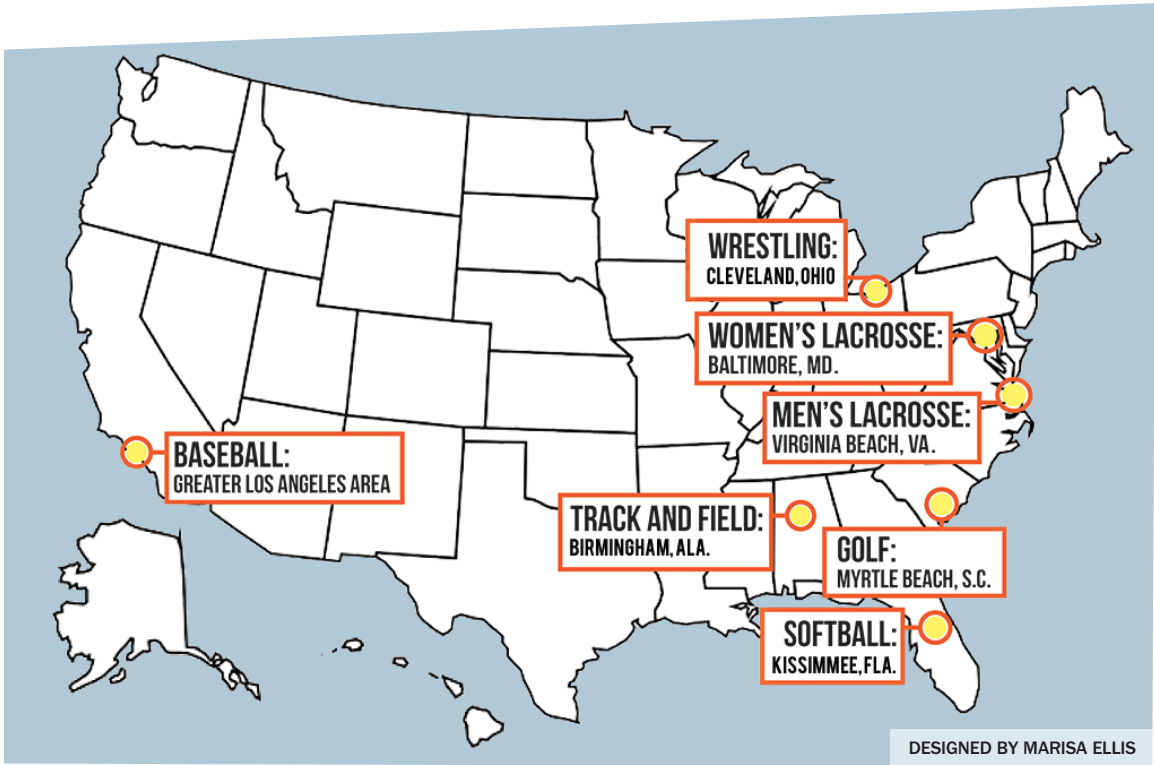 WRESTLING:
CLEVELAND, OHIO
WOMEN'S LACROSSE:
BALTIMORE, MD.
MEN'S LACROSSE:
VIRGINIA BEACH, VA.
BASEBALL:
GREATER LOS ANGELES AREA
TRACK AND FIELD:
BIRMINGHAM, ALA.
GOLF:
MYRTLE BEACH, S.C.
SOFTBALL:
KISSIMMEE, FLA.
DESIGNED BY MARISA ELLIS